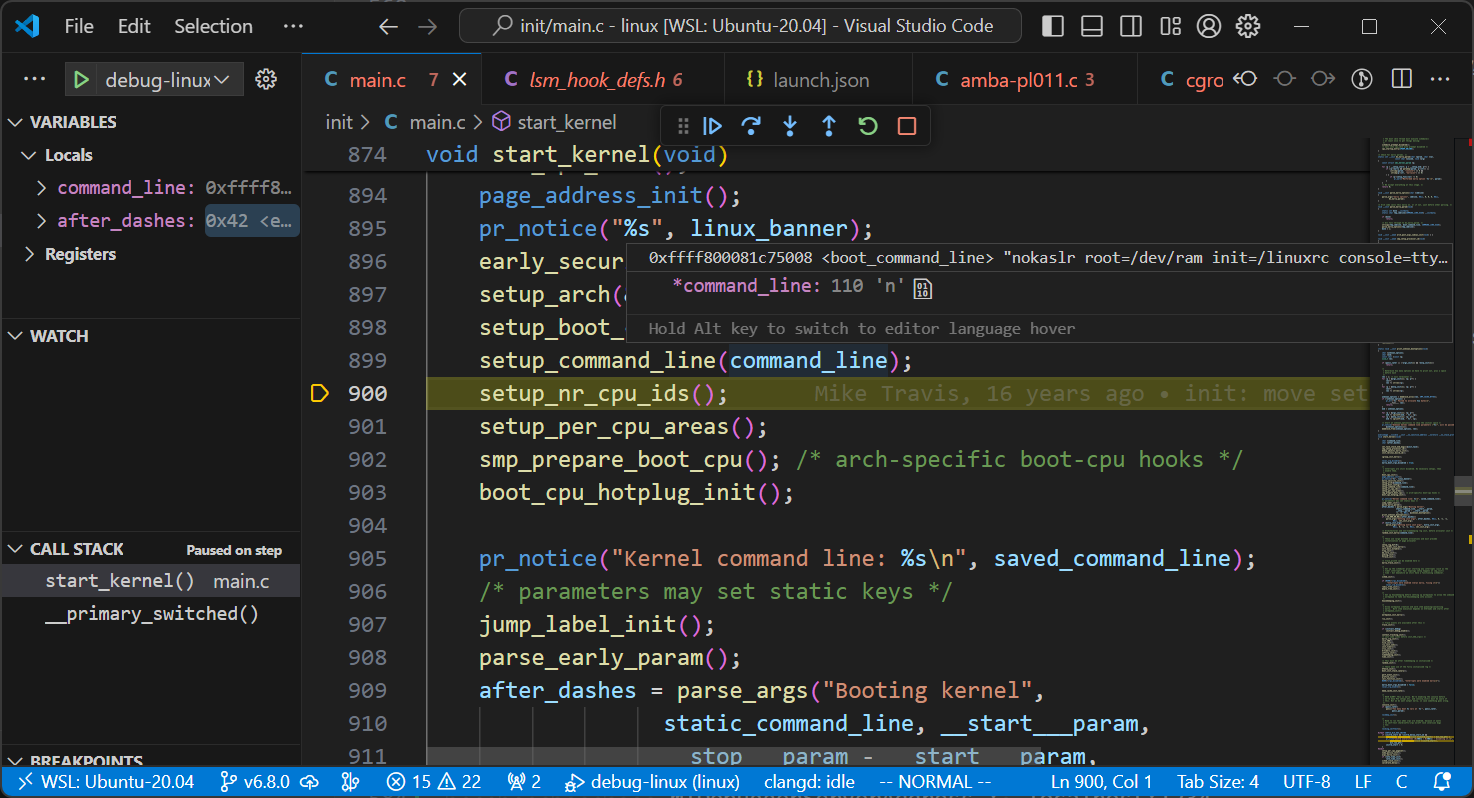 File Edit Selection ··· init/main.c - linux [WSL: Ubuntu-20.04] - Visual Studio Code
··· debug-linux
C main.c 7 C lsm_hook_defs.h 6 {} launch.json C amba-pl011.c 3 C cgro ···
VARIABLES
Locals
command_line: 0xffff8…
after_dashes: 0x42 <e…
Registers
WATCH
CALL STACK Paused on step
start_kernel() main.c
__primary_switched()
BREAKPOINTS
init > C main.c > start_kernel
874 void start_kernel(void)
894 page_address_init();
895 pr_notice("%s", linux_banner);
896 early_secur
897 setup_arch(
898 setup_boot_
0xffff800081c75008 <boot_command_line> "nokaslr root=/dev/ram init=/linuxrc console=tty…
*command_line: 110 'n'
Hold Alt key to switch to editor language hover
899 setup_command_line(command_line);
900 setup_nr_cpu_ids(); Mike Travis, 16 years ago • init: move set
901 setup_per_cpu_areas();
902 smp_prepare_boot_cpu(); /* arch-specific boot-cpu hooks */
903 boot_cpu_hotplug_init();
904
905 pr_notice("Kernel command line: %s\n", saved_command_line);
906 /* parameters may set static keys */
907 jump_label_init();
908 parse_early_param();
909 after_dashes = parse_args("Booting kernel",
910 static_command_line, __start___param,
911 __stop___param - __start___param,
WSL: Ubuntu-20.04 v6.8.0 15 22 2 debug-linux (linux) clangd: idle -- NORMAL -- Ln 900, Col 1 Tab Size: 4 UTF-8 LF C